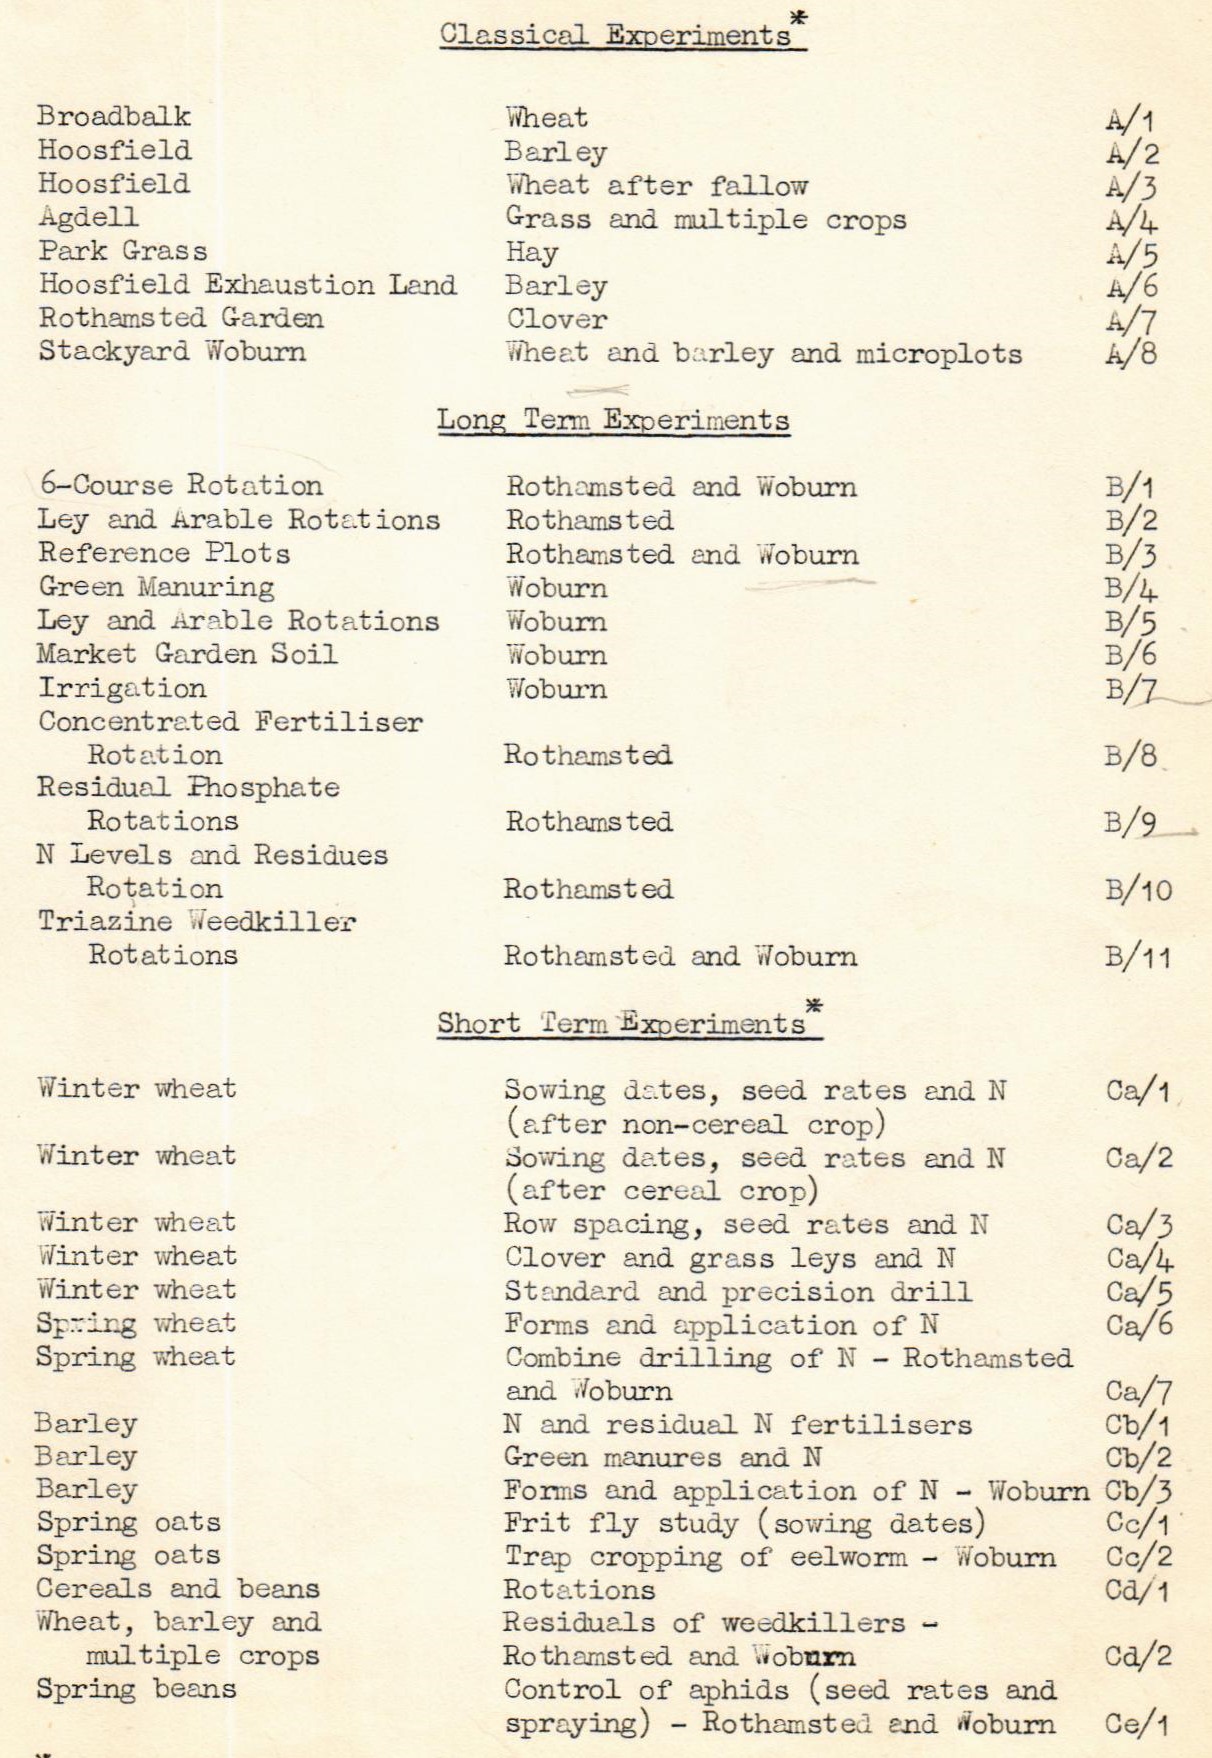 Classical Experiments*
Broadbalk Wheat A/1
Hoosfield Barley A/2
Hoosfield Wheat after fallow A/3
Agdell Grass and multiple crops A/4
Park Grass Hay A/5
Hoosfield Exhaustion Land Barley A/6
Rothamsted Garden Clover A/7
Stackyard Woburn Wheat and barley and microplots A/8
Long Term Experiments
6-Course Rotation Rothamsted and Woburn B/1
Ley and Arable Rotations Rothamsted B/2
Reference Plots Rothamsted and Woburn B/3
Green Manuring Woburn B/4
Ley and Arable Rotations Woburn B/5
Market Garden Soil Woburn B/6
Irrigation Woburn B/7
Concentrated Fertiliser
Rotation Rothamsted B/8
Residual Phosphate
Rotations Rothamsted B/9
N Levels and Residues
Rotation Rothamsted B/10
Triazine Weedkiller
Rotations Rothamsted and Woburn B/11
Short Term Experiments*
Winter wheat Sowing dates, seed rates and N Ca/1
(after non-cereal crop)
Winter wheat Sowing dates, seed rates and N Ca/2
(after cereal crop)
Winter wheat Row spacing, seed rates and N Ca/3
Winter wheat Clover and grass leys and N Ca/4
Winter wheat Standard and precision drill Ca/5
Spring wheat Forms and application of N Ca/6
Spring wheat Combine drilling of N - Rothamsted
and Woburn Ca/7
Barley N and residual N fertilisers Cb/1
Barley Green manures and N Cb/2
Barley Forms and application of N - Woburn Cb/3
Spring oats Frit fly study (sowing dates) Cc/1
Spring oats Trap cropping of eelworm - Woburn Cc/2
Cereals and beans Rotations Cd/1
Wheat, barley and Residuals of weedkillers -
multiple crops Rothamsted and Woburn Cd/2
Spring beans Control of aphids (seed rates and
spraying) - Rothamsted and Woburn Ce/1